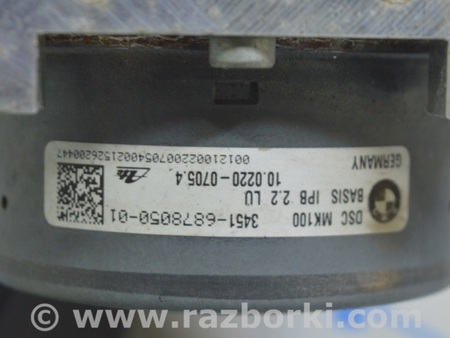 DSC MK100
BASIS IPB 2.2 LU
GERMANY
3451-6878050-01
10.0220-0705.4
00121002200705400215262004​47
© www.razborki.com